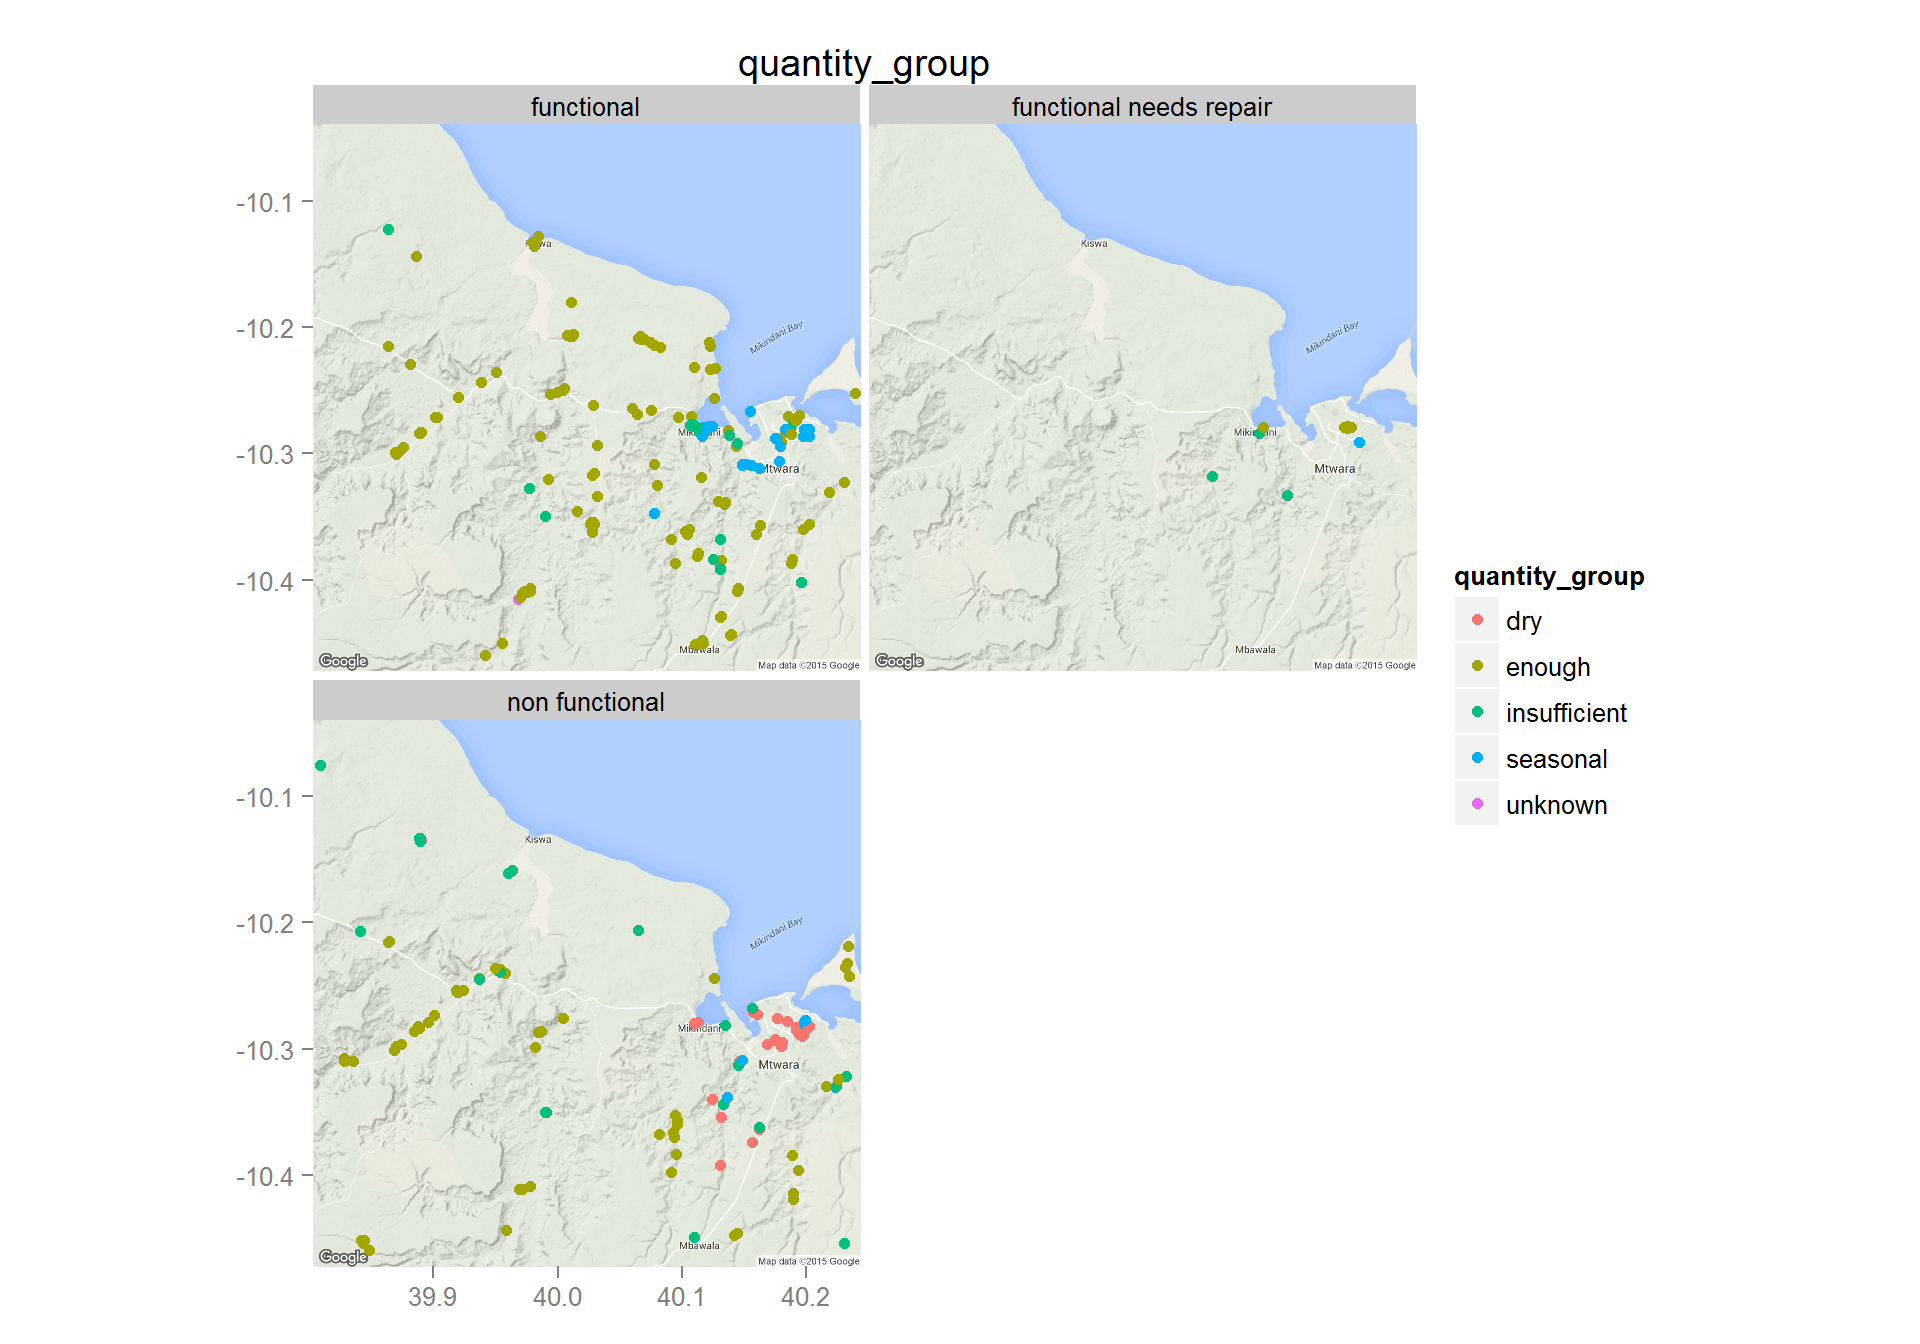 quantity_group
functional
functional needs repair
-10.1
-10.2
-10.3
-10.4
Mikindani Bay
Mtwara
Mbawala
Google
Map data ©2015 Google
Kiswa
Mikindani Bay
Mtwara
Mbawala
Google
Map data ©2015 Google
non functional
-10.1
-10.2
-10.3
-10.4
Kiswa
Mikindani Bay
Mikindani
Mtwara
Mbawala
Google
Map data ©2015 Google
39.9
40.0
40.1
40.2
quantity_group
dry
enough
insufficient
seasonal
unknown